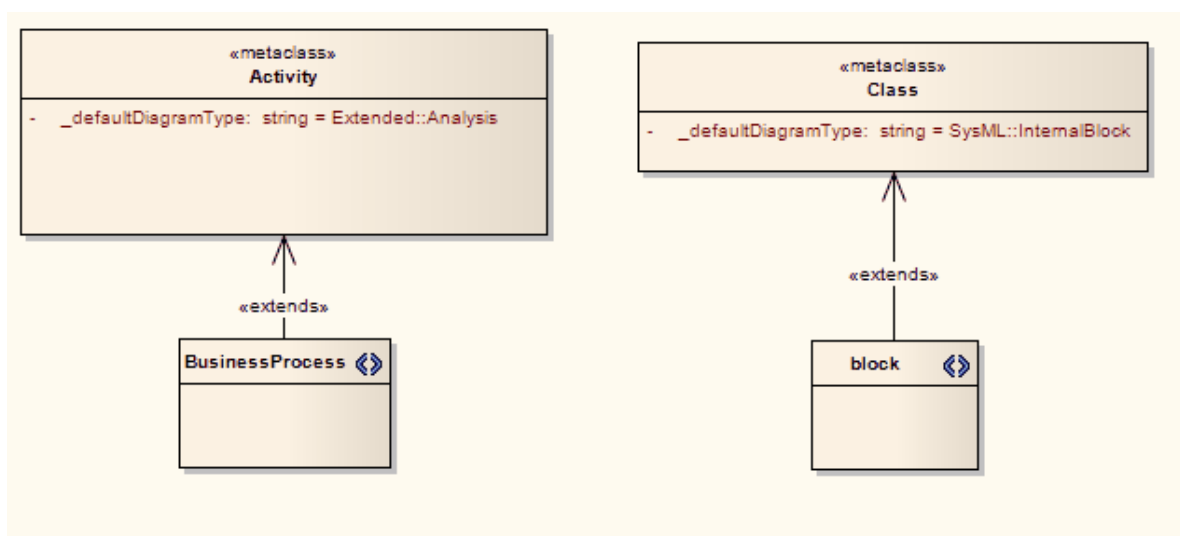 «metaclass»
Activity
- _defaultDiagramType: string = Extended::Analysis
«extends»
BusinessProcess
«metaclass»
Class
- _defaultDiagramType: string = SysML::InternalBlock
«extends»
block